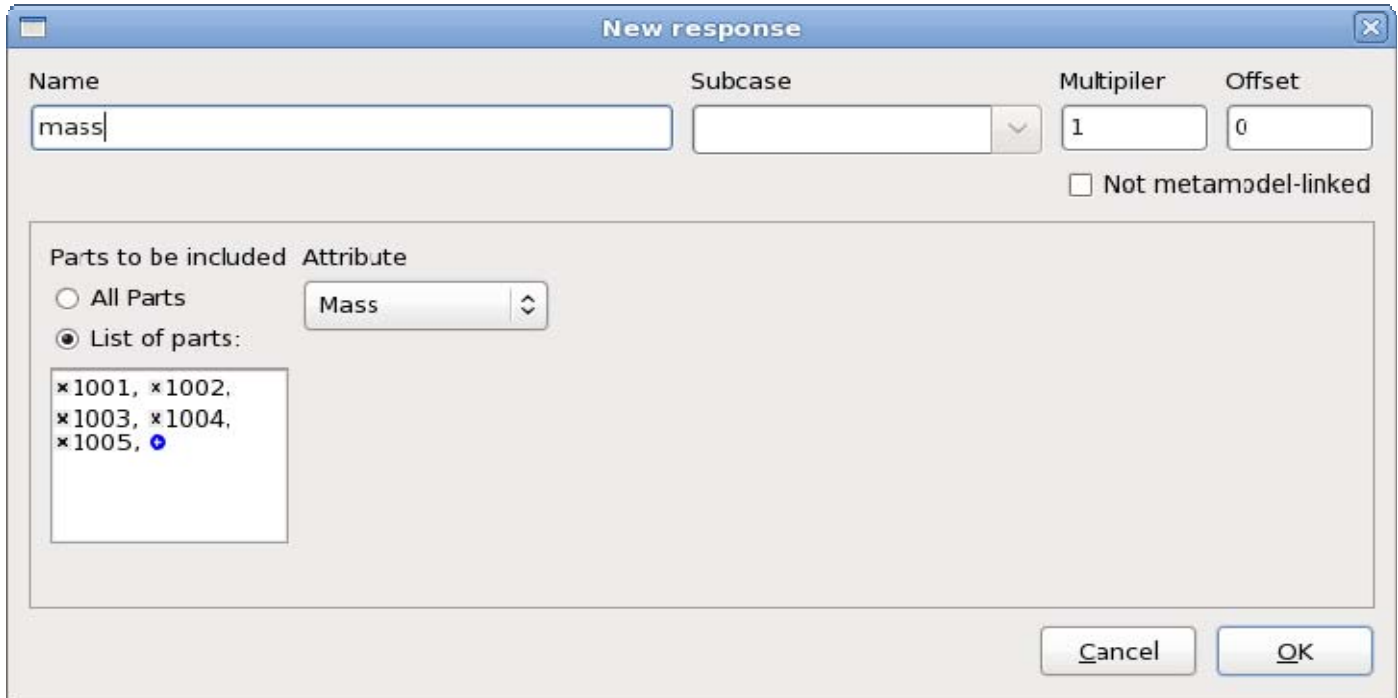 New response
Name Subcase Multipiler Offset
mass 1 0
Not metamodel-linked
Parts to be included Attribute
All Parts Mass
List of parts:
×1001, ×1002,
×1003, ×1004,
×1005,
Cancel OK